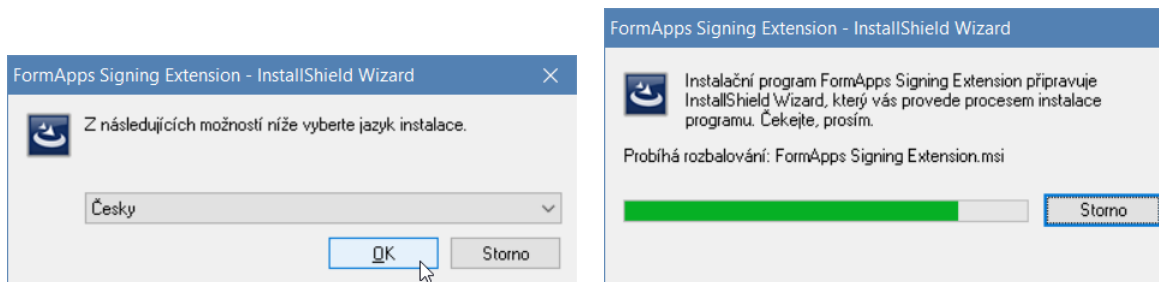 FormApps Signing Extension - InstallShield Wizard
Z následujících možností níže vyberte jazyk instalace.
Česky
OK
Storno
FormApps Signing Extension - InstallShield Wizard
Instalační program FormApps Signing Extension připravuje
InstallShield Wizard, který vás provede procesem instalace
programu. Čekejte, prosím.
Probíhá rozbalování: FormApps Signing Extension.msi
Storno